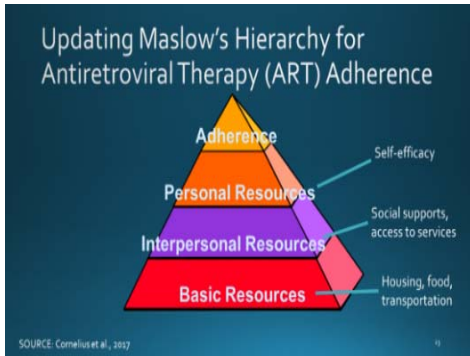 Updating Maslow's Hierarchy for
Antiretroviral Therapy (ART) Adherence
Adherence
Self-efficacy
Personal Resources
Social supports,
access to services
Interpersonal Resources
Housing, food,
transportation
Basic Resources
SOURCE: Cornelius et al., 2017